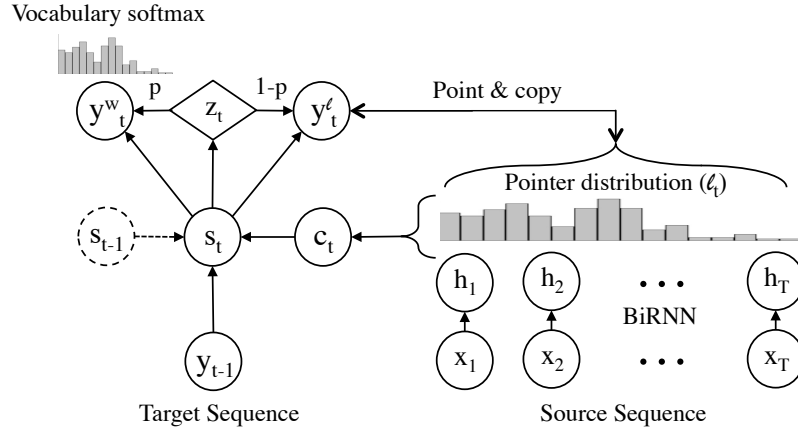 Vocabulary softmax
p
1-p
y^w_t
z_t
y^ℓ_t
Point & copy
Pointer distribution (ℓ_t)
s_{t-1}
s_t
c_t
h_1
h_2
. . .
h_T
BiRNN
y_{t-1}
x_1
x_2
. . .
x_T
Target Sequence
Source Sequence